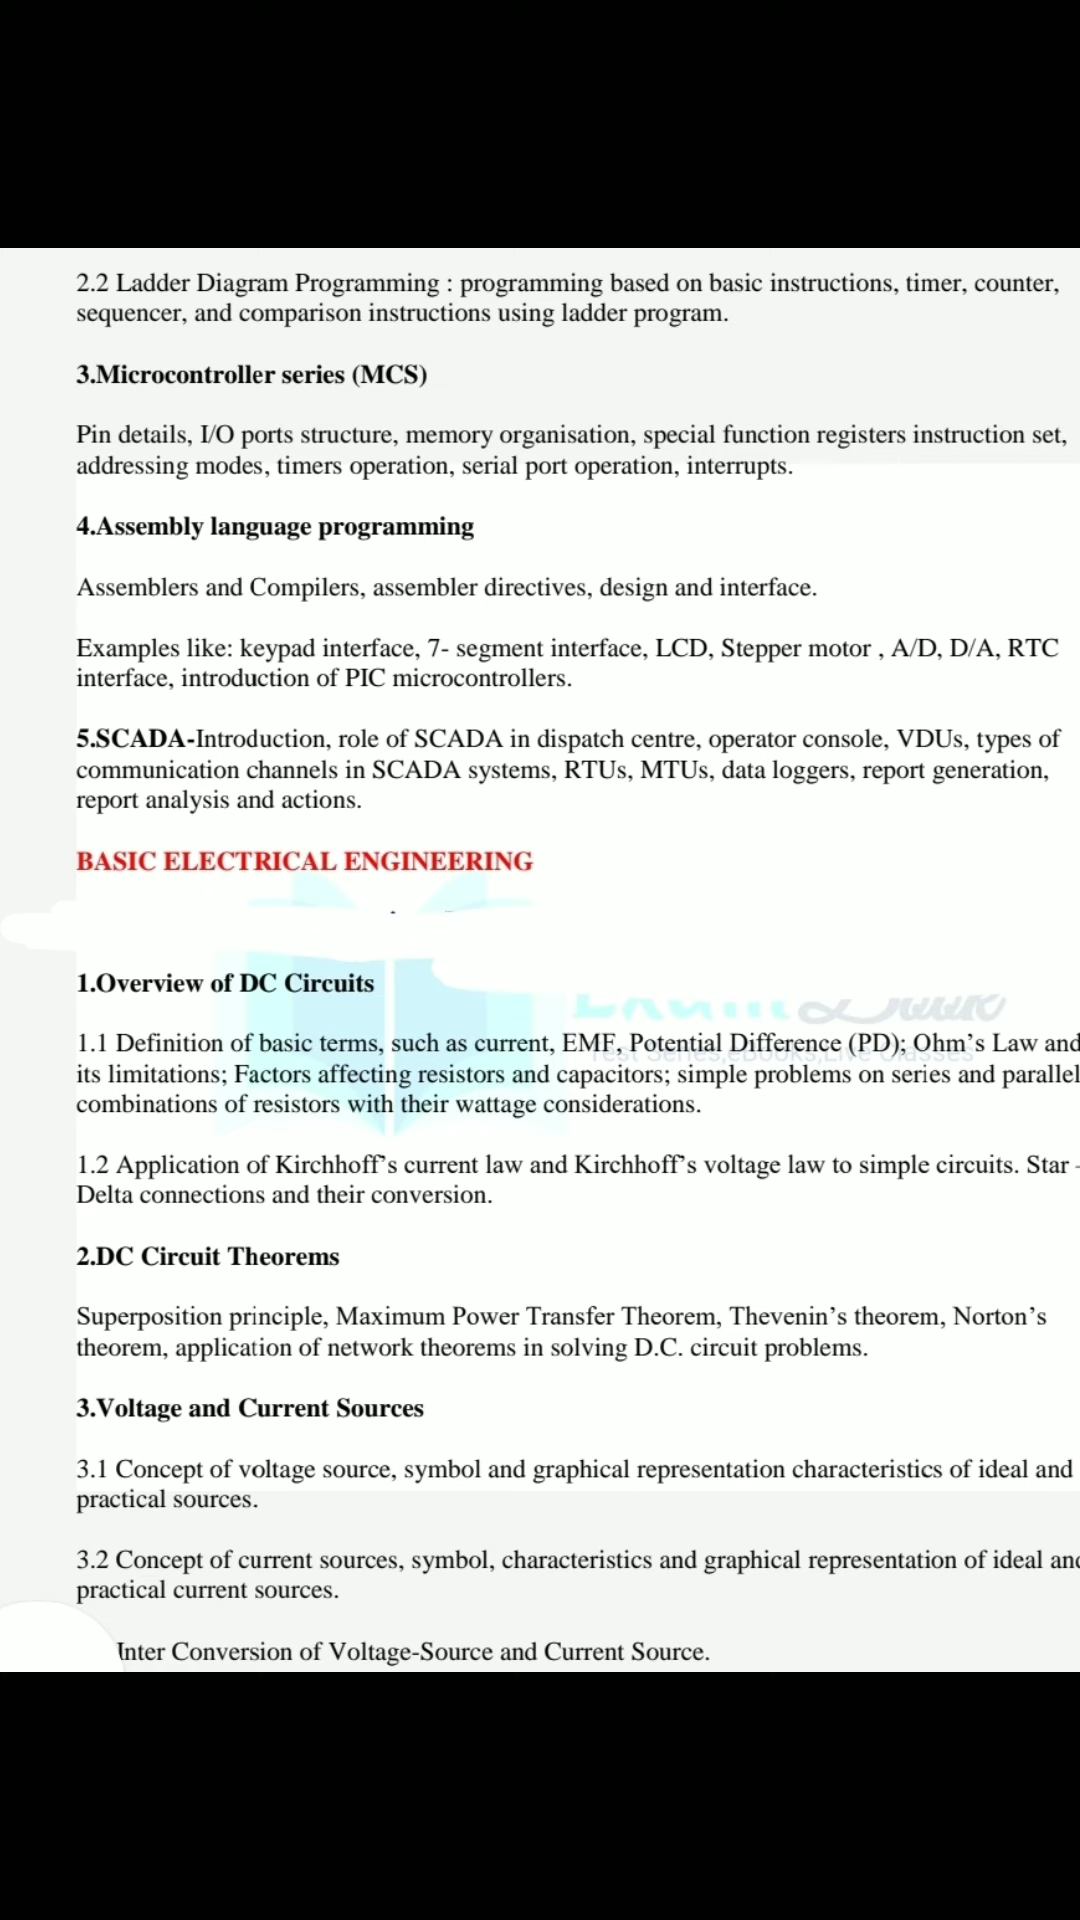 2.2 Ladder Diagram Programming : programming based on basic instructions, timer, counter,
sequencer, and comparison instructions using ladder program.
3.Microcontroller series (MCS)
Pin details, I/O ports structure, memory organisation, special function registers instruction set,
addressing modes, timers operation, serial port operation, interrupts.
4.Assembly language programming
Assemblers and Compilers, assembler directives, design and interface.
Examples like: keypad interface, 7- segment interface, LCD, Stepper motor , A/D, D/A, RTC
interface, introduction of PIC microcontrollers.
5.SCADA-Introduction, role of SCADA in dispatch centre, operator console, VDUs, types of
communication channels in SCADA systems, RTUs, MTUs, data loggers, report generation,
report analysis and actions.
BASIC ELECTRICAL ENGINEERING
1.Overview of DC Circuits
1.1 Definition of basic terms, such as current, EMF, Potential Difference (PD); Ohm’s Law and
Test Series,eBooks,Live Classes
its limitations; Factors affecting resistors and capacitors; simple problems on series and parallel
combinations of resistors with their wattage considerations.
1.2 Application of Kirchhoff’s current law and Kirchhoff’s voltage law to simple circuits. Star -
Delta connections and their conversion.
2.DC Circuit Theorems
Superposition principle, Maximum Power Transfer Theorem, Thevenin’s theorem, Norton’s
theorem, application of network theorems in solving D.C. circuit problems.
3.Voltage and Current Sources
3.1 Concept of voltage source, symbol and graphical representation characteristics of ideal and
practical sources.
3.2 Concept of current sources, symbol, characteristics and graphical representation of ideal and
practical current sources.
Inter Conversion of Voltage-Source and Current Source.